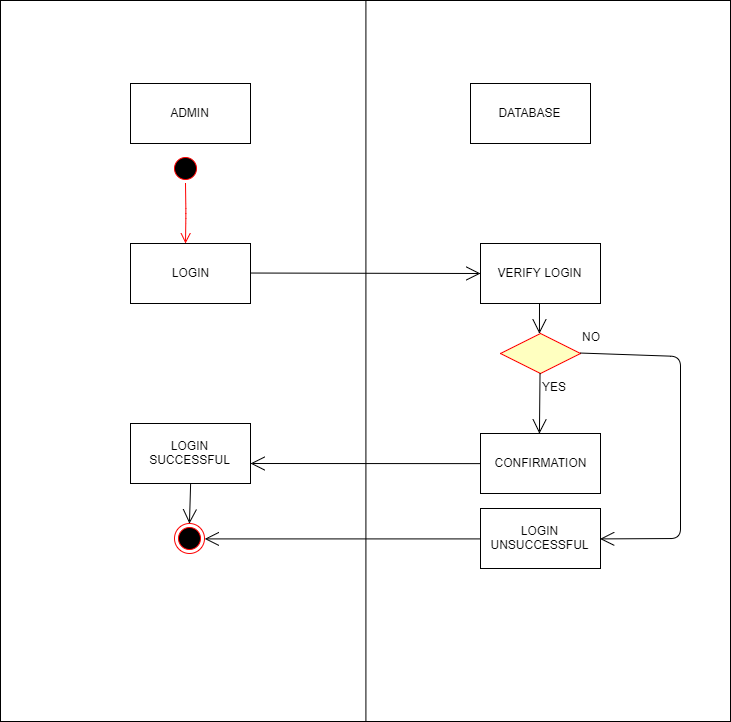 ADMIN
DATABASE
LOGIN
VERIFY LOGIN
NO
YES
LOGIN
SUCCESSFUL
CONFIRMATION
LOGIN
UNSUCCESSFUL